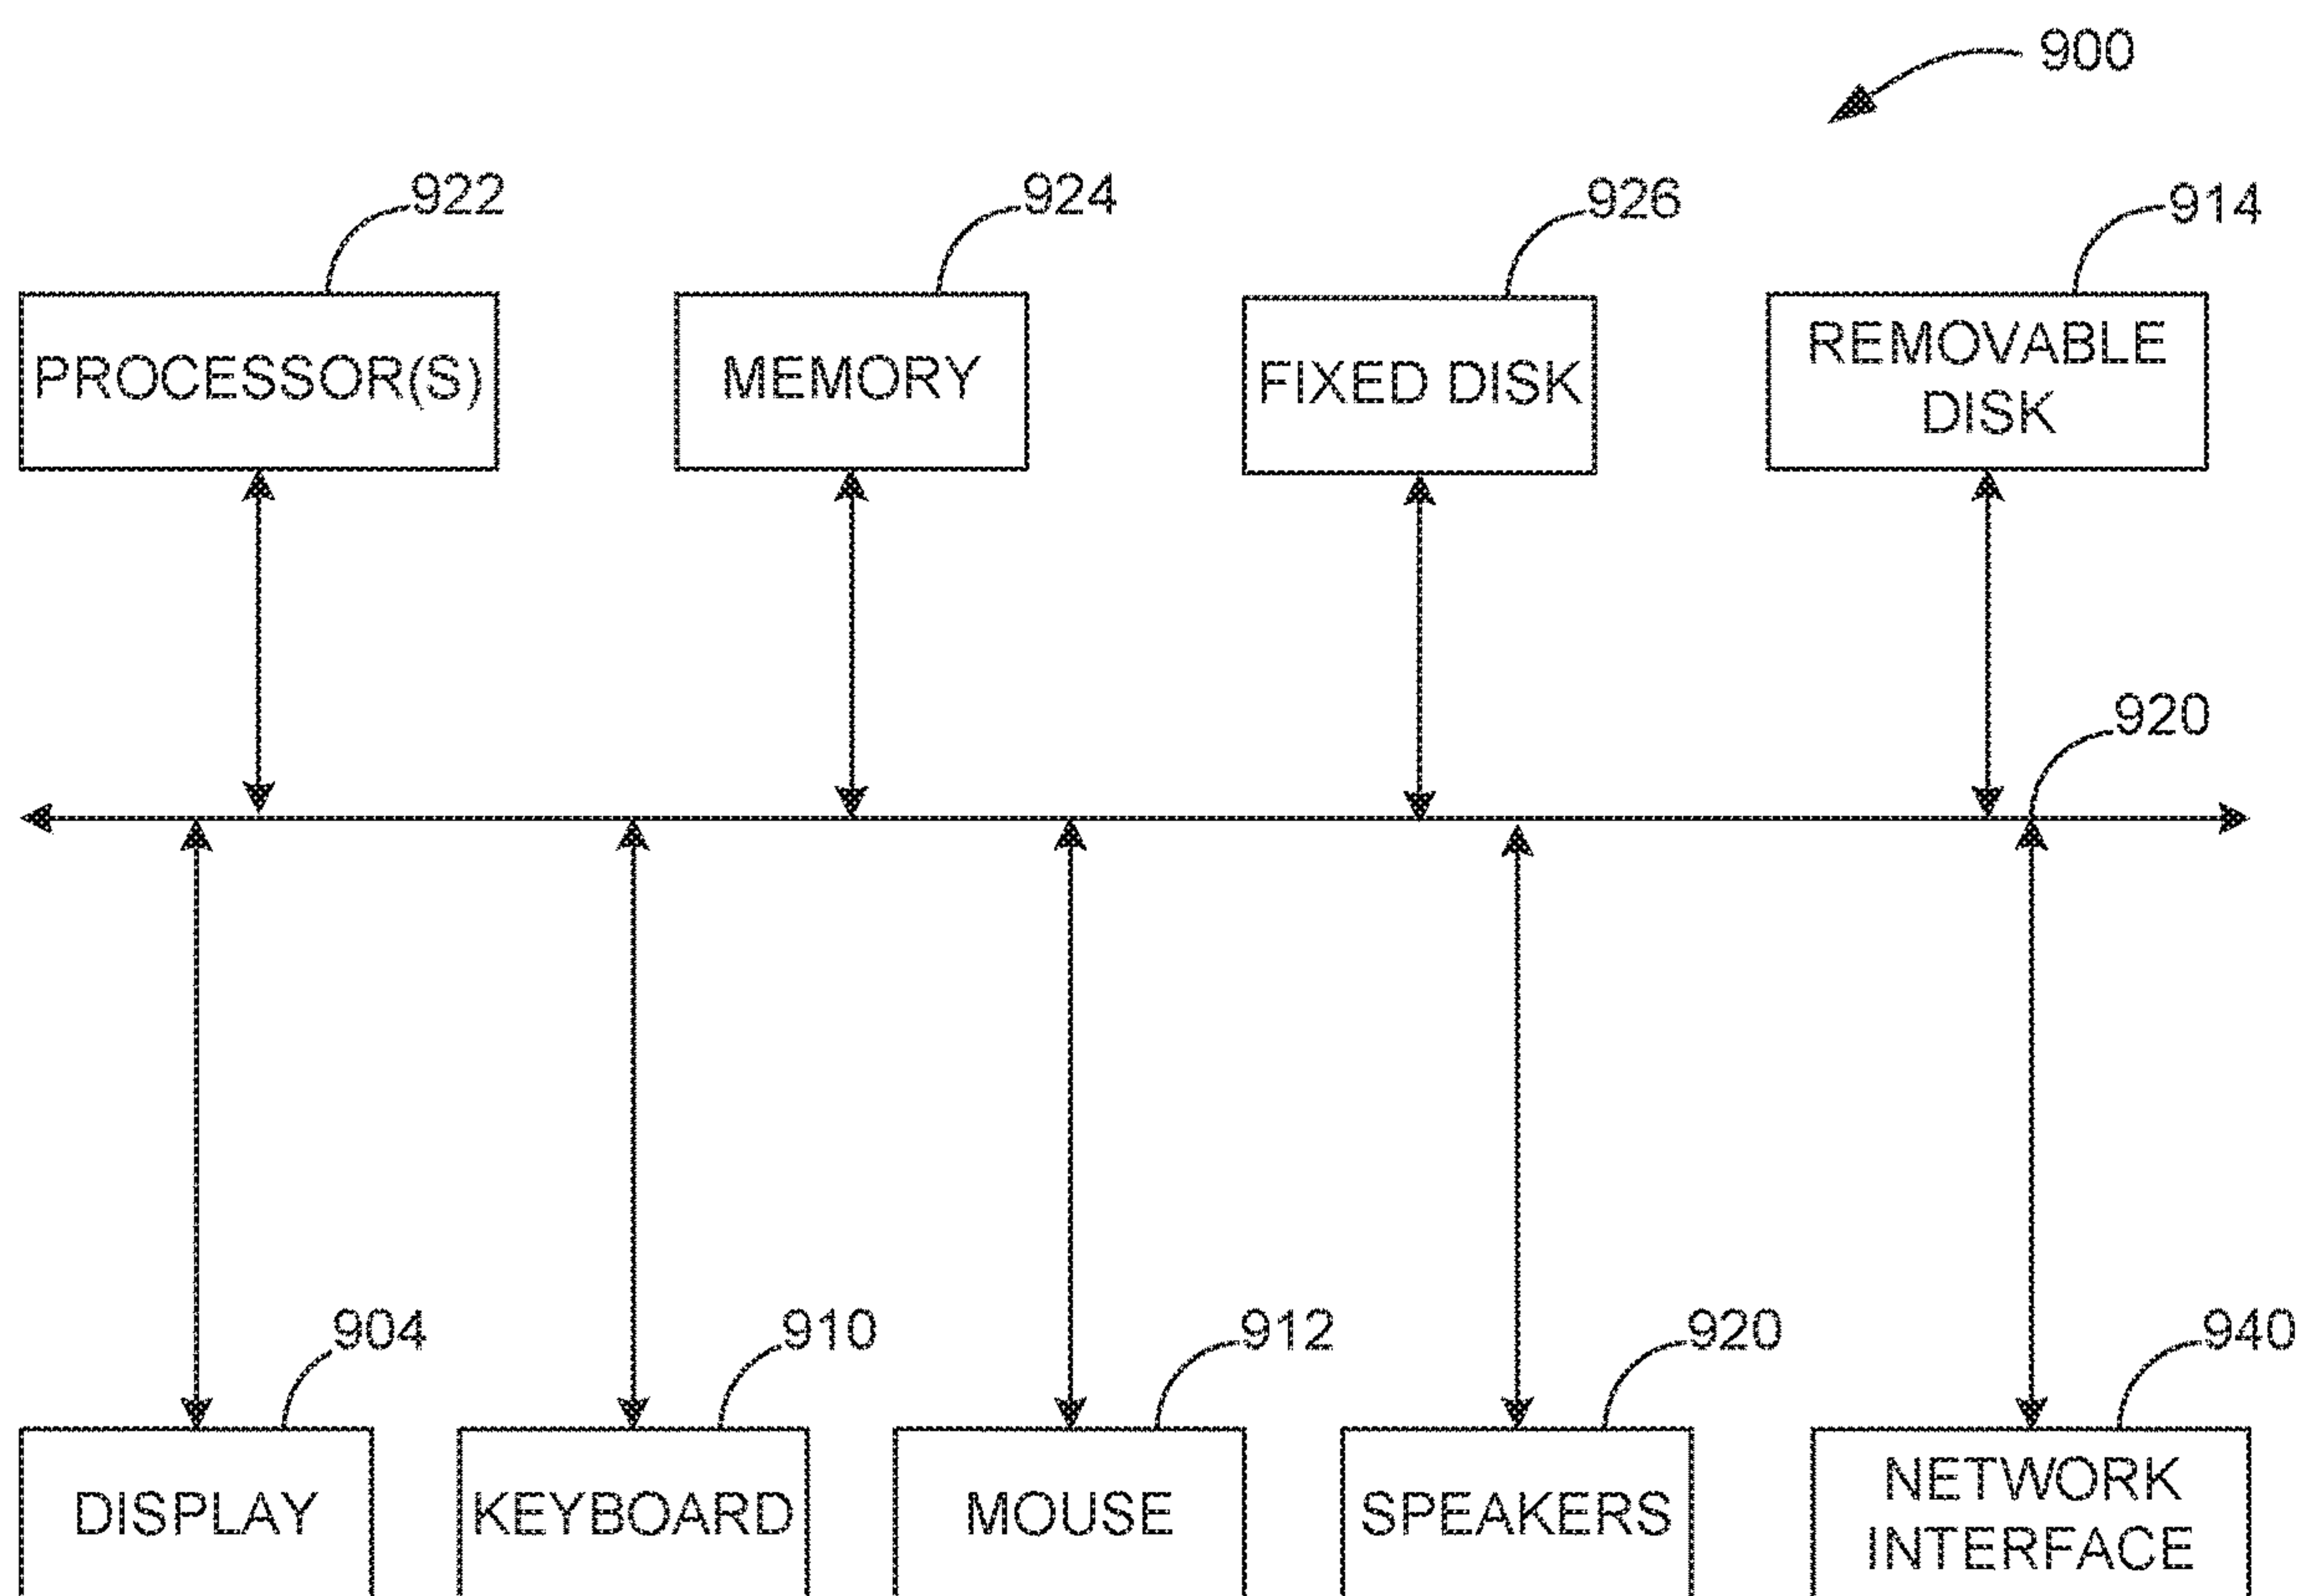 900
922
924
926
914
PROCESSOR(S)
MEMORY
FIXED DISK
REMOVABLE
DISK
920
904
910
912
920
940
DISPLAY
KEYBOARD
MOUSE
SPEAKERS
NETWORK
INTERFACE